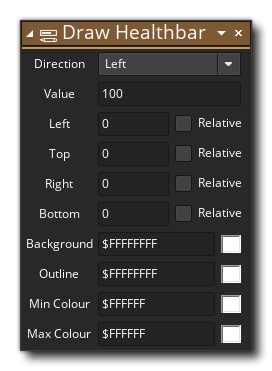 Draw Healthbar
Direction Left
Value 100
Left 0 Relative
Top 0 Relative
Right 0 Relative
Bottom 0 Relative
Background $FFFFFFFF
Outline $FFFFFFFF
Min Colour $FFFFFF
Max Colour $FFFFFF